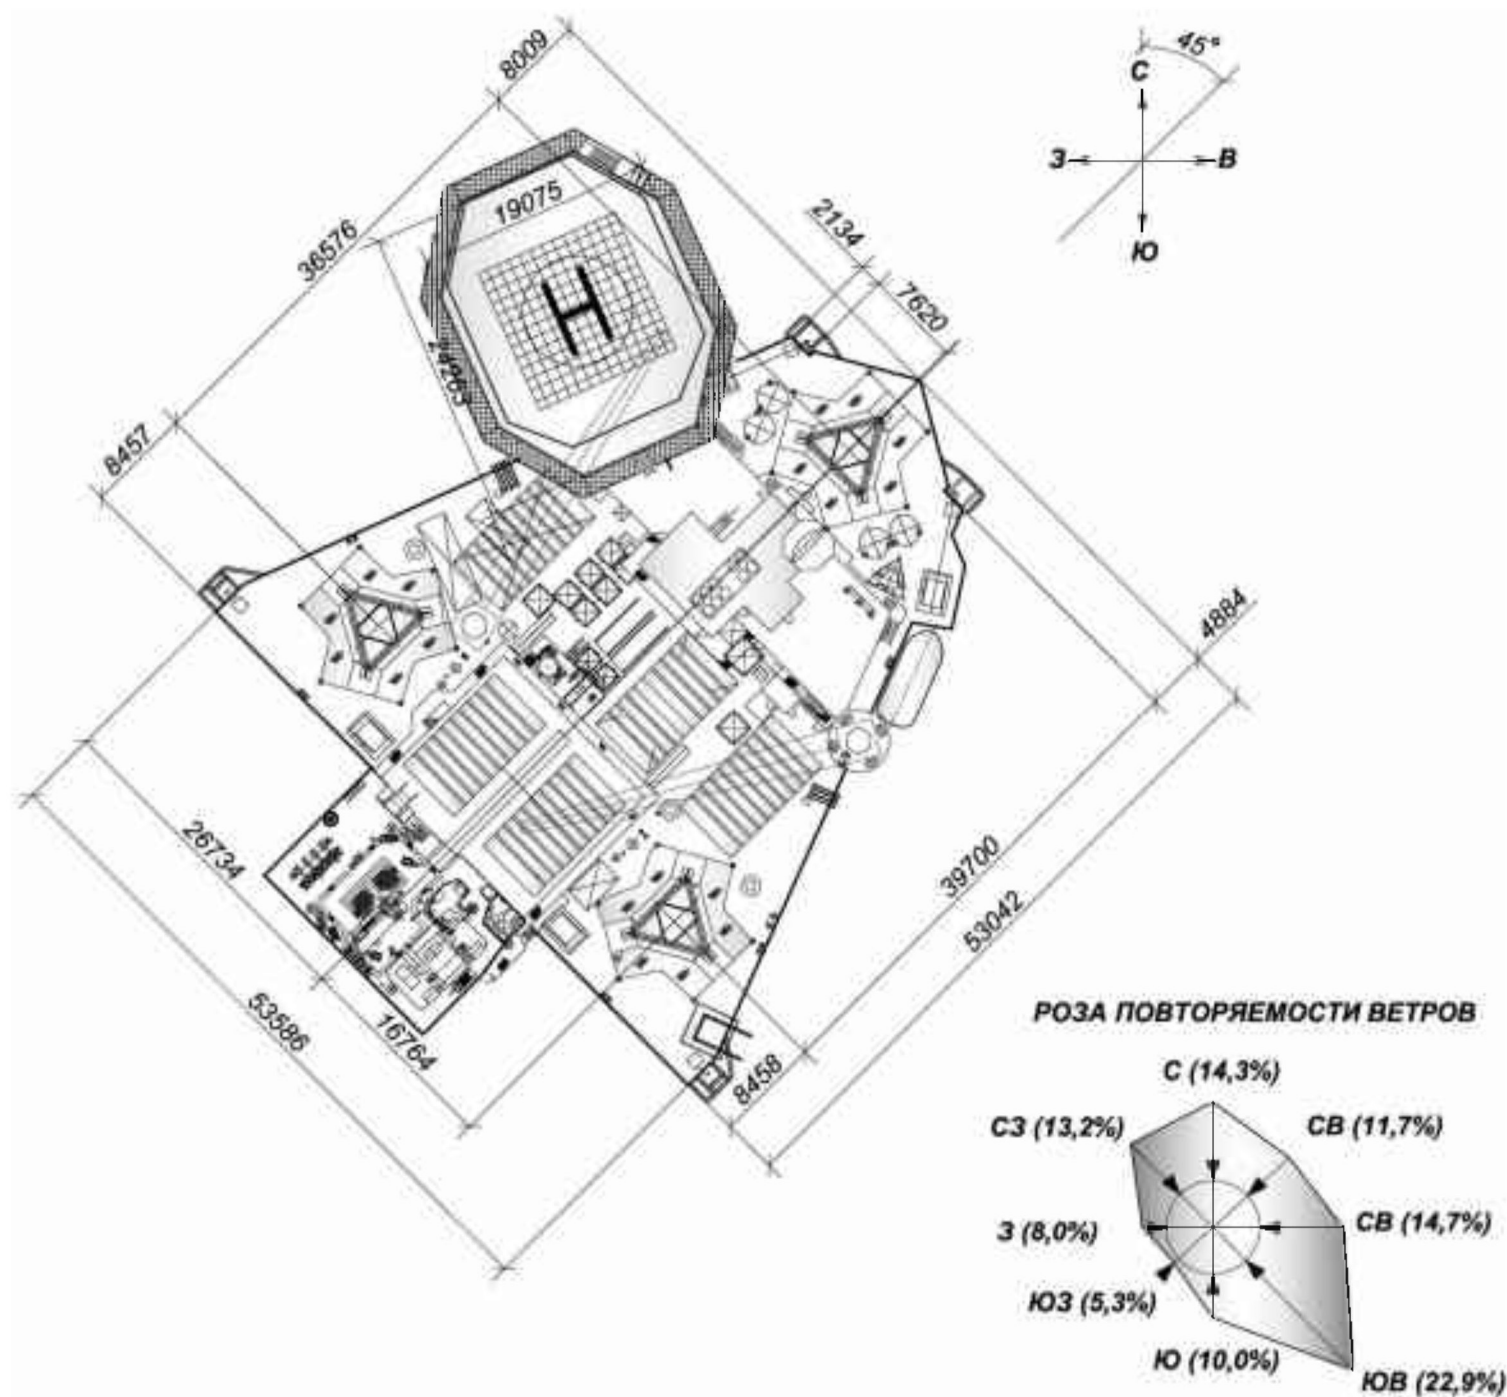 8009
45°
С
З
В
Ю
19075
36576
2134
7620
24263
8457
Н
4884
26734
39700
53042
53586
16764
8458
РОЗА ПОВТОРЯЕМОСТИ ВЕТРОВ
С (14,3%)
СЗ (13,2%)
СВ (11,7%)
З (8,0%)
СВ (14,7%)
ЮЗ (5,3%)
Ю (10,0%)
ЮВ (22,9%)